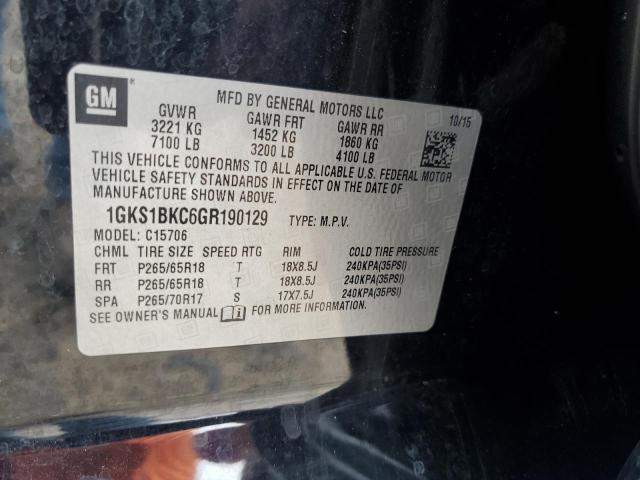 GM
MFD BY GENERAL MOTORS LLC
10/15
GVWR GAWR FRT GAWR RR
3221 KG 1452 KG 1860 KG
7100 LB 3200 LB 4100 LB
THIS VEHICLE CONFORMS TO ALL APPLICABLE U.S. FEDERAL MOTOR
VEHICLE SAFETY STANDARDS IN EFFECT ON THE DATE OF
MANUFACTURE SHOWN ABOVE.
1GKS1BKC6GR190129 TYPE: M.P.V.
MODEL: C15706
CHML TIRE SIZE SPEED RTG RIM COLD TIRE PRESSURE
FRT P265/65R18 T 18X8.5J 240KPA(35PSI)
RR P265/65R18 T 18X8.5J 240KPA(35PSI)
SPA P265/70R17 S 17X7.5J 240KPA(35PSI)
SEE OWNER'S MANUAL FOR MORE INFORMATION.